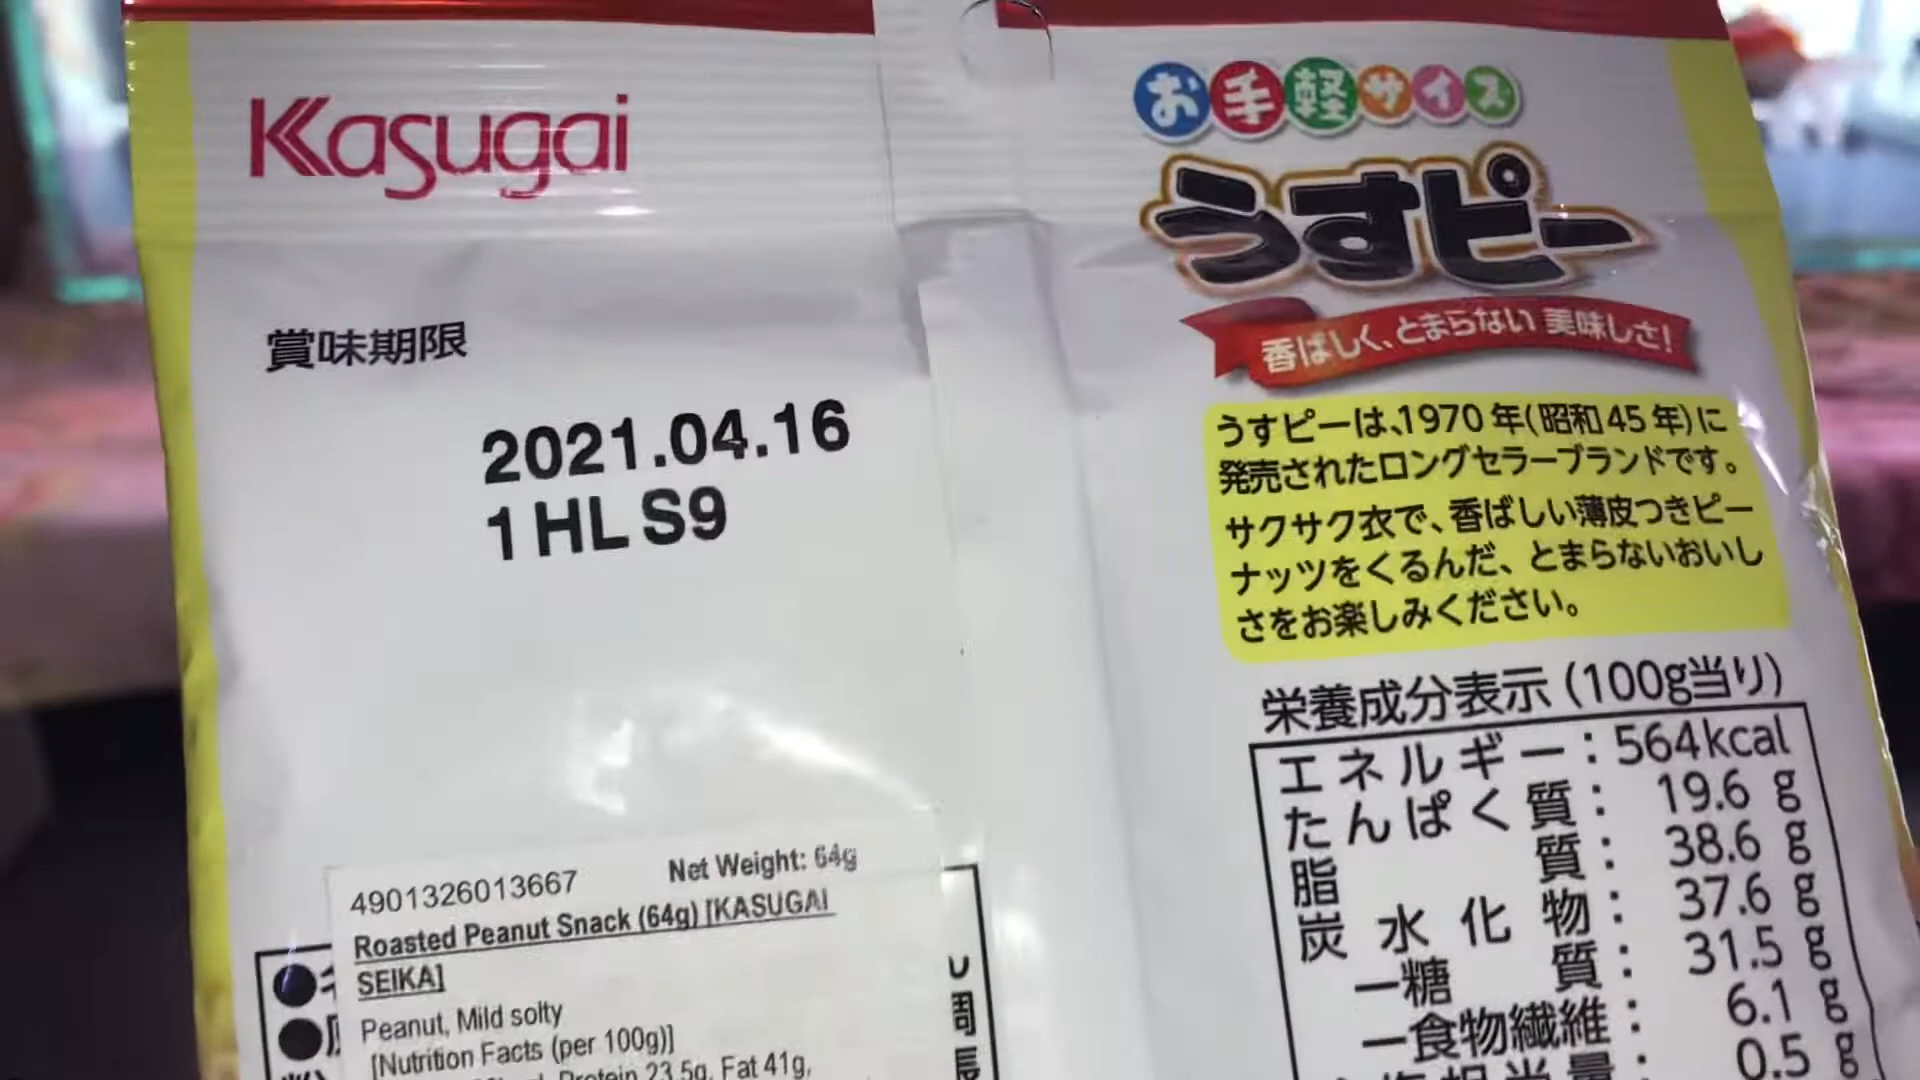 Kasugai
賞味期限
2021.04.16
1HLS9
4901326013667
Net Weight: 64g
Roasted Peanut Snack (64g) [KASUGAI
SEIKA]
Peanut, Mild solty
[Nutrition Facts (per 100g)]
Protein 23.5g, Fat 41g,
お手軽サイズ
うすピー
香ばしく、とまらない 美味しさ!
うすピーは、1970年(昭和45年)に
発売されたロングセラーブランドです。
サクサク衣で、香ばしい薄皮つきピー
ナッツをくるんだ、とまらないおいし
さをお楽しみください。
栄養成分表示(100g当り)
エネルギー:564kcal
たんぱく質: 19.6 g
脂質: 38.6 g
炭水化物: 37.6 g
―糖質: 31.5 g
―食物繊維: 6.1 g
食塩相当量: 0.5 g